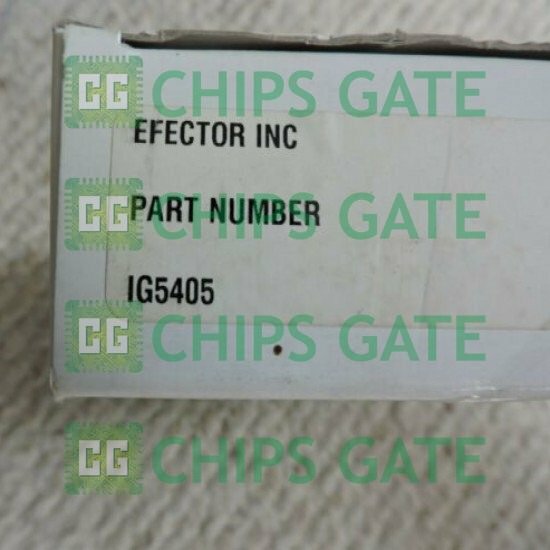 CG CHIPS GATE
EFECTOR INC
CG CHIPS GATE
PART NUMBER
IG5405
CG CHIPS GATE
CG CHIPS GATE